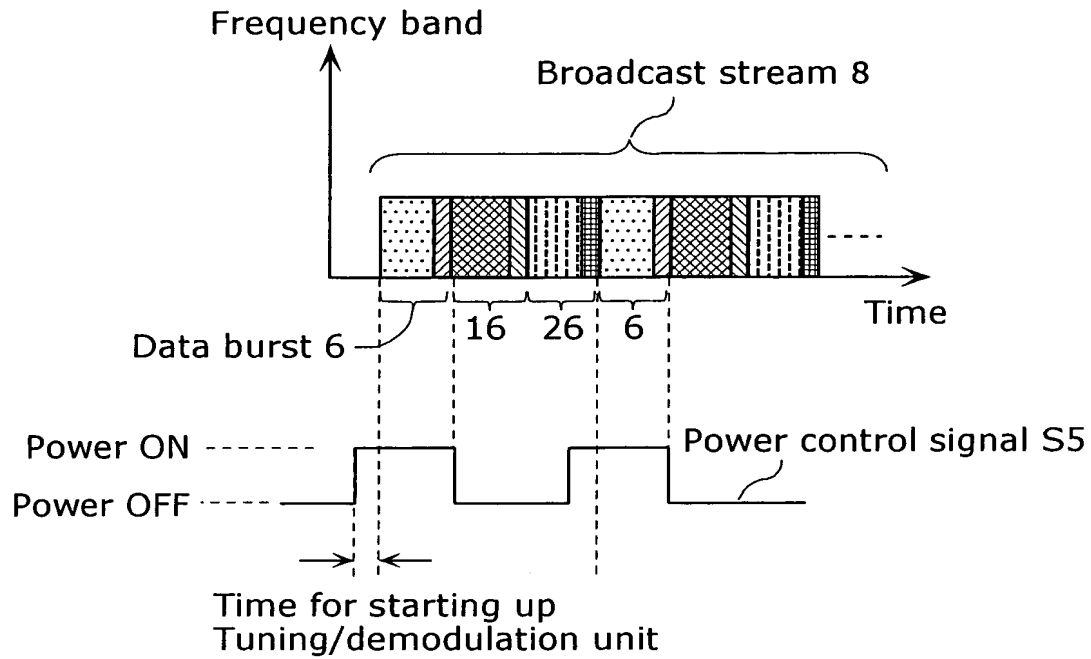 Frequency band
Broadcast stream 8
Time
16
26
6
Data burst 6
Power ON
Power control signal S5
Power OFF
Time for starting up
Tuning/demodulation unit